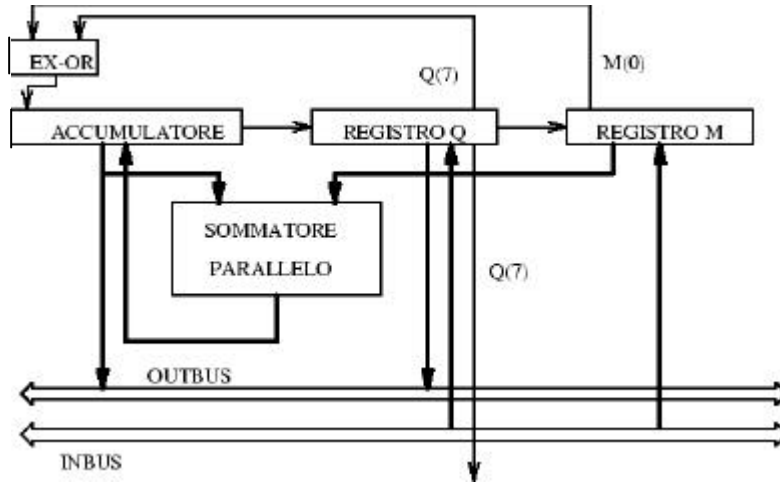 EX-OR
Q(7)
M(0)
ACCUMULATORE
REGISTRO Q
REGISTRO M
SOMMATORE
PARALLELO
Q(7)
OUTBUS
INBUS